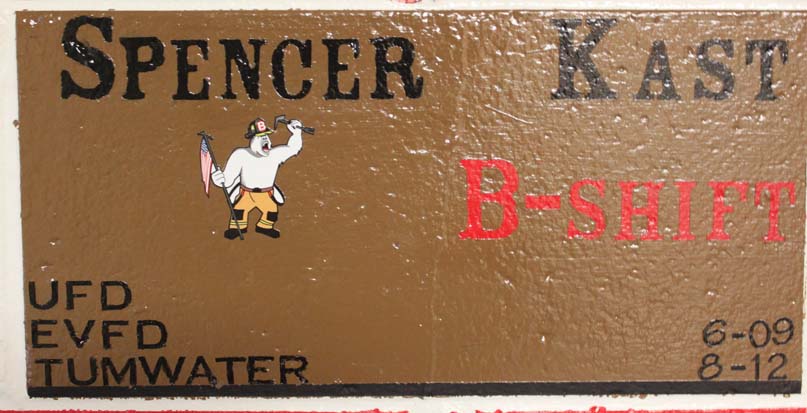 SPENCER KAST
B
B-SHIFT
UFD
EVFD 6-09
TUMWATER 8-12